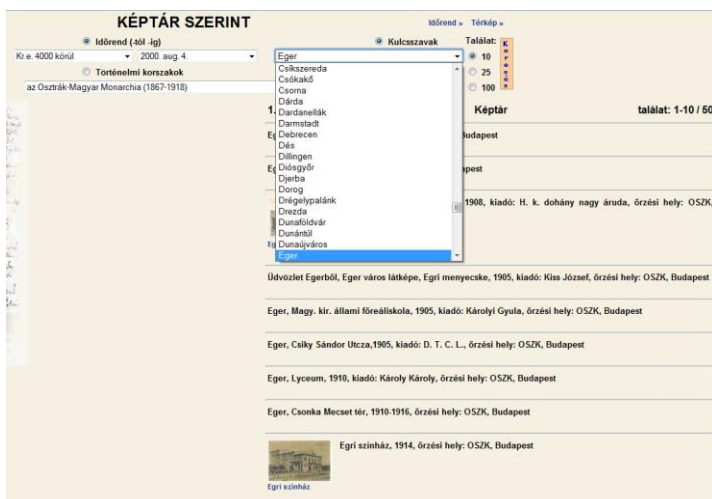 KÉPTÁR SZERINT
Időrend »  Térkép »
Időrend (-tól -ig)
Kr.e. 4000 körül  2000. aug. 4.
Történelmi korszakok
az Osztrák-Magyar Monarchia (1867-1918)
Kulcsszavak  Találat:
Eger  10
25
100
Keresés
Csíkszereda
Csókakő
Csorna
Dárda
Dardanellák
Darmstadt
Debrecen
Dés
Dillingen
Diósgyőr
Djerba
Dorog
Drégelypalánk
Drezda
Dunaföldvár
Dunántúl
Dunaújváros
Eger
1.  Képtár  találat: 1-10 / 50
Budapest
1908, kiadó: H. k. dohány nagy áruda, őrzési hely: OSZK,
Üdvözlet Egerből, Eger város látképe, Egri menyecske, 1905, kiadó: Kiss József, őrzési hely: OSZK, Budapest
Eger, Magy. kir. állami főreáliskola, 1905, kiadó: Károlyi Gyula, őrzési hely: OSZK, Budapest
Eger, Csiky Sándor Utcza,1905, kiadó: D. T. C. L., őrzési hely: OSZK, Budapest
Eger, Lyceum, 1910, kiadó: Károly Károly, őrzési hely: OSZK, Budapest
Eger, Csonka Mecset tér, 1910-1916, őrzési hely: OSZK, Budapest
Egri színház, 1914, őrzési hely: OSZK, Budapest
Egri színház